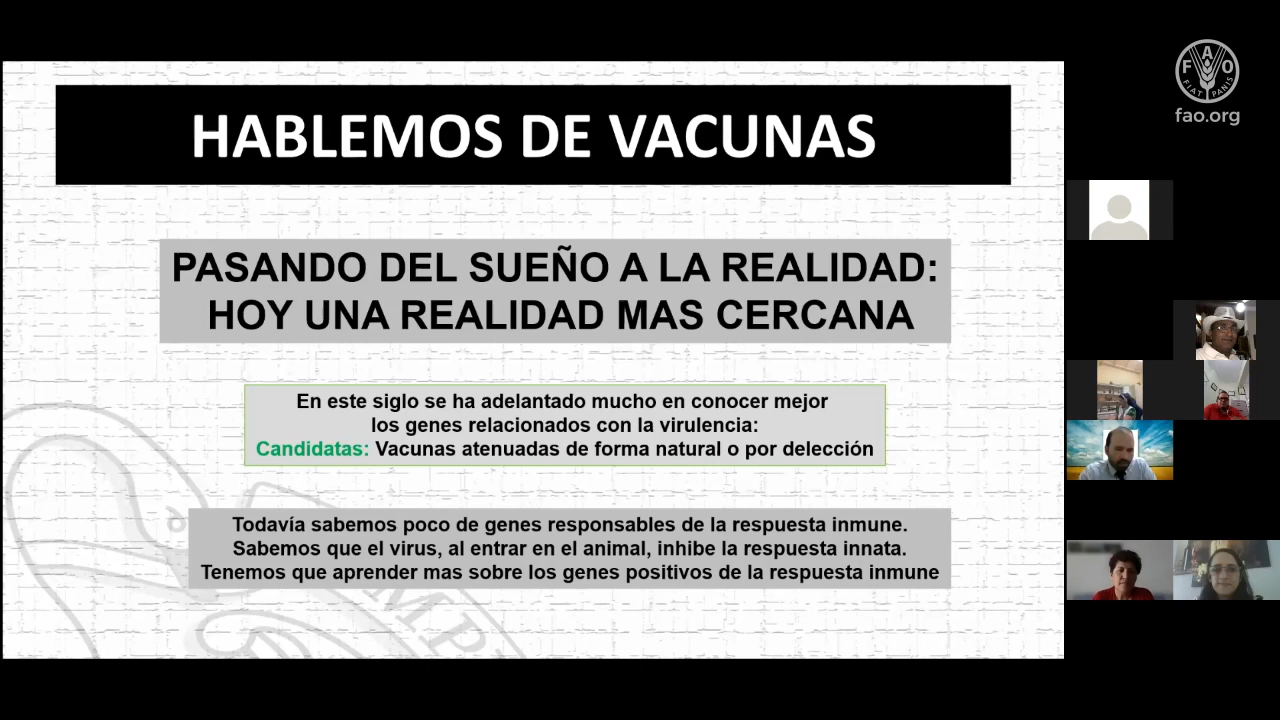 HABLEMOS DE VACUNAS
PASANDO DEL SUEÑO A LA REALIDAD:
HOY UNA REALIDAD MAS CERCANA
En este siglo se ha adelantado mucho en conocer mejor
los genes relacionados con la virulencia:
Candidatas: Vacunas atenuadas de forma natural o por delección
Todavía sabemos poco de genes responsables de la respuesta inmune.
Sabemos que el virus, al entrar en el animal, inhibe la respuesta innata.
Tenemos que aprender mas sobre los genes positivos de la respuesta inmune
F A O
FIAT PANIS
fao.org